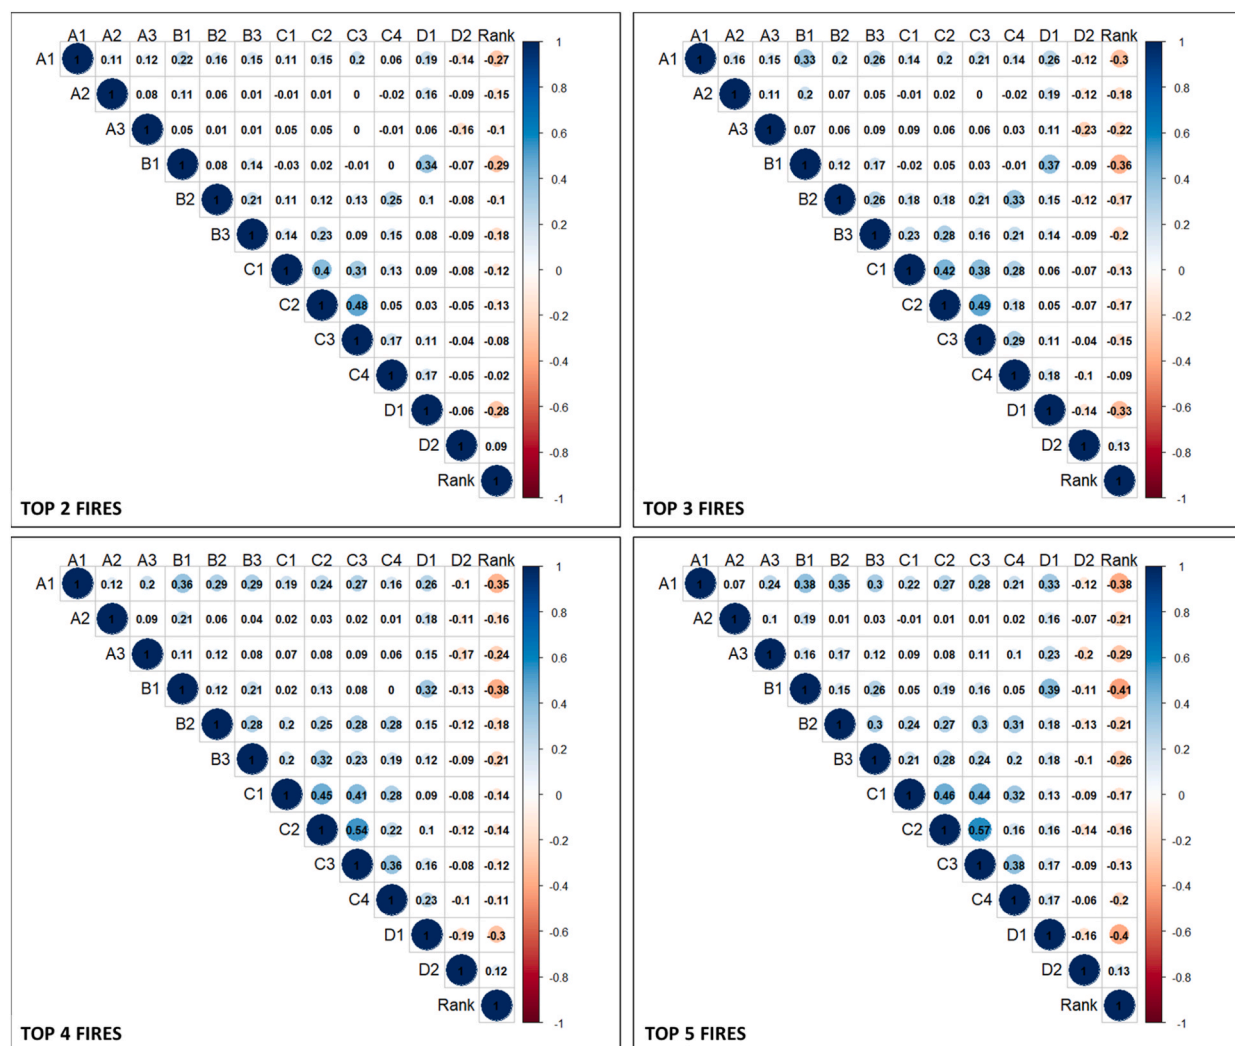 A1 A2 A3 B1 B2 B3 C1 C2 C3 C4 D1 D2 Rank
A1 1 0.11 0.12 0.22 0.16 0.15 0.11 0.15 0.2 0.06 0.19 -0.14 -0.27
A2 1 0.08 0.11 0.06 0.01 -0.01 0.01 0 -0.02 0.16 -0.09 -0.15
A3 1 0.05 0.01 0.01 0.05 0.05 0 -0.01 0.06 -0.16 -0.1
B1 1 0.08 0.14 -0.03 0.02 -0.01 0 0.34 -0.07 -0.29
B2 1 0.21 0.11 0.12 0.13 0.25 0.1 -0.08 -0.1
B3 1 0.14 0.23 0.09 0.15 0.08 -0.09 -0.18
C1 1 0.4 0.31 0.13 0.09 -0.08 -0.12
C2 1 0.48 0.05 0.03 -0.05 -0.13
C3 1 0.17 0.11 -0.04 -0.08
C4 1 0.17 -0.05 -0.02
D1 1 -0.06 -0.28
D2 1 0.09
Rank 1
1
0.8
0.6
0.4
0.2
0
-0.2
-0.4
-0.6
-0.8
-1
TOP 2 FIRES
A1 A2 A3 B1 B2 B3 C1 C2 C3 C4 D1 D2 Rank
A1 1 0.16 0.15 0.33 0.2 0.26 0.14 0.2 0.21 0.14 0.26 -0.12 -0.3
A2 1 0.11 0.2 0.07 0.05 -0.01 0.02 0 -0.02 0.19 -0.12 -0.18
A3 1 0.07 0.06 0.09 0.09 0.06 0.06 0.03 0.11 -0.23 -0.22
B1 1 0.12 0.17 -0.02 0.05 0.03 -0.01 0.37 -0.09 -0.36
B2 1 0.26 0.18 0.18 0.21 0.33 0.15 -0.12 -0.17
B3 1 0.23 0.28 0.16 0.21 0.14 -0.09 -0.2
C1 1 0.42 0.38 0.28 0.06 -0.07 -0.13
C2 1 0.49 0.18 0.05 -0.07 -0.17
C3 1 0.29 0.11 -0.04 -0.15
C4 1 0.18 -0.1 -0.09
D1 1 -0.14 -0.33
D2 1 0.13
Rank 1
1
0.8
0.6
0.4
0.2
0
-0.2
-0.4
-0.6
-0.8
-1
TOP 3 FIRES
A1 A2 A3 B1 B2 B3 C1 C2 C3 C4 D1 D2 Rank
A1 1 0.12 0.2 0.36 0.29 0.29 0.19 0.24 0.27 0.16 0.26 -0.1 -0.35
A2 1 0.09 0.21 0.06 0.04 0.02 0.03 0.02 0.01 0.18 -0.11 -0.16
A3 1 0.11 0.12 0.08 0.07 0.08 0.09 0.06 0.15 -0.17 -0.24
B1 1 0.12 0.21 0.02 0.13 0.08 0 0.32 -0.13 -0.38
B2 1 0.28 0.2 0.25 0.28 0.28 0.15 -0.12 -0.18
B3 1 0.2 0.32 0.23 0.19 0.12 -0.09 -0.21
C1 1 0.45 0.41 0.28 0.09 -0.08 -0.14
C2 1 0.54 0.22 0.1 -0.12 -0.14
C3 1 0.36 0.16 -0.08 -0.12
C4 1 0.23 -0.1 -0.11
D1 1 -0.19 -0.3
D2 1 0.12
Rank 1
1
0.8
0.6
0.4
0.2
0
-0.2
-0.4
-0.6
-0.8
-1
TOP 4 FIRES
A1 A2 A3 B1 B2 B3 C1 C2 C3 C4 D1 D2 Rank
A1 1 0.07 0.24 0.38 0.35 0.3 0.22 0.27 0.28 0.21 0.33 -0.12 -0.38
A2 1 0.1 0.19 0.01 0.03 -0.01 0.01 0.01 0.02 0.16 -0.07 -0.21
A3 1 0.16 0.17 0.12 0.09 0.08 0.11 0.1 0.23 -0.2 -0.29
B1 1 0.15 0.26 0.05 0.19 0.16 0.05 0.39 -0.11 -0.41
B2 1 0.3 0.24 0.27 0.3 0.31 0.18 -0.13 -0.21
B3 1 0.21 0.28 0.24 0.2 0.18 -0.1 -0.26
C1 1 0.46 0.44 0.32 0.13 -0.09 -0.17
C2 1 0.57 0.16 0.16 -0.14 -0.16
C3 1 0.38 0.17 -0.09 -0.13
C4 1 0.17 -0.06 -0.2
D1 1 -0.16 -0.4
D2 1 0.13
Rank 1
1
0.8
0.6
0.4
0.2
0
-0.2
-0.4
-0.6
-0.8
-1
TOP 5 FIRES